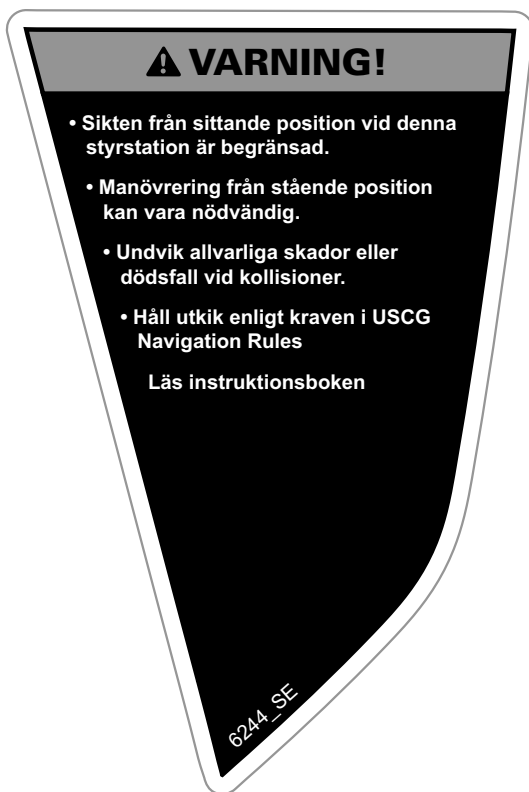 VARNING!
• Sikten från sittande position vid denna
styrstation är begränsad.
• Manövrering från stående position
kan vara nödvändig.
• Undvik allvarliga skador eller
dödsfall vid kollisioner.
• Håll utkik enligt kraven i USCG
Navigation Rules
Läs instruktionsboken
6244_SE